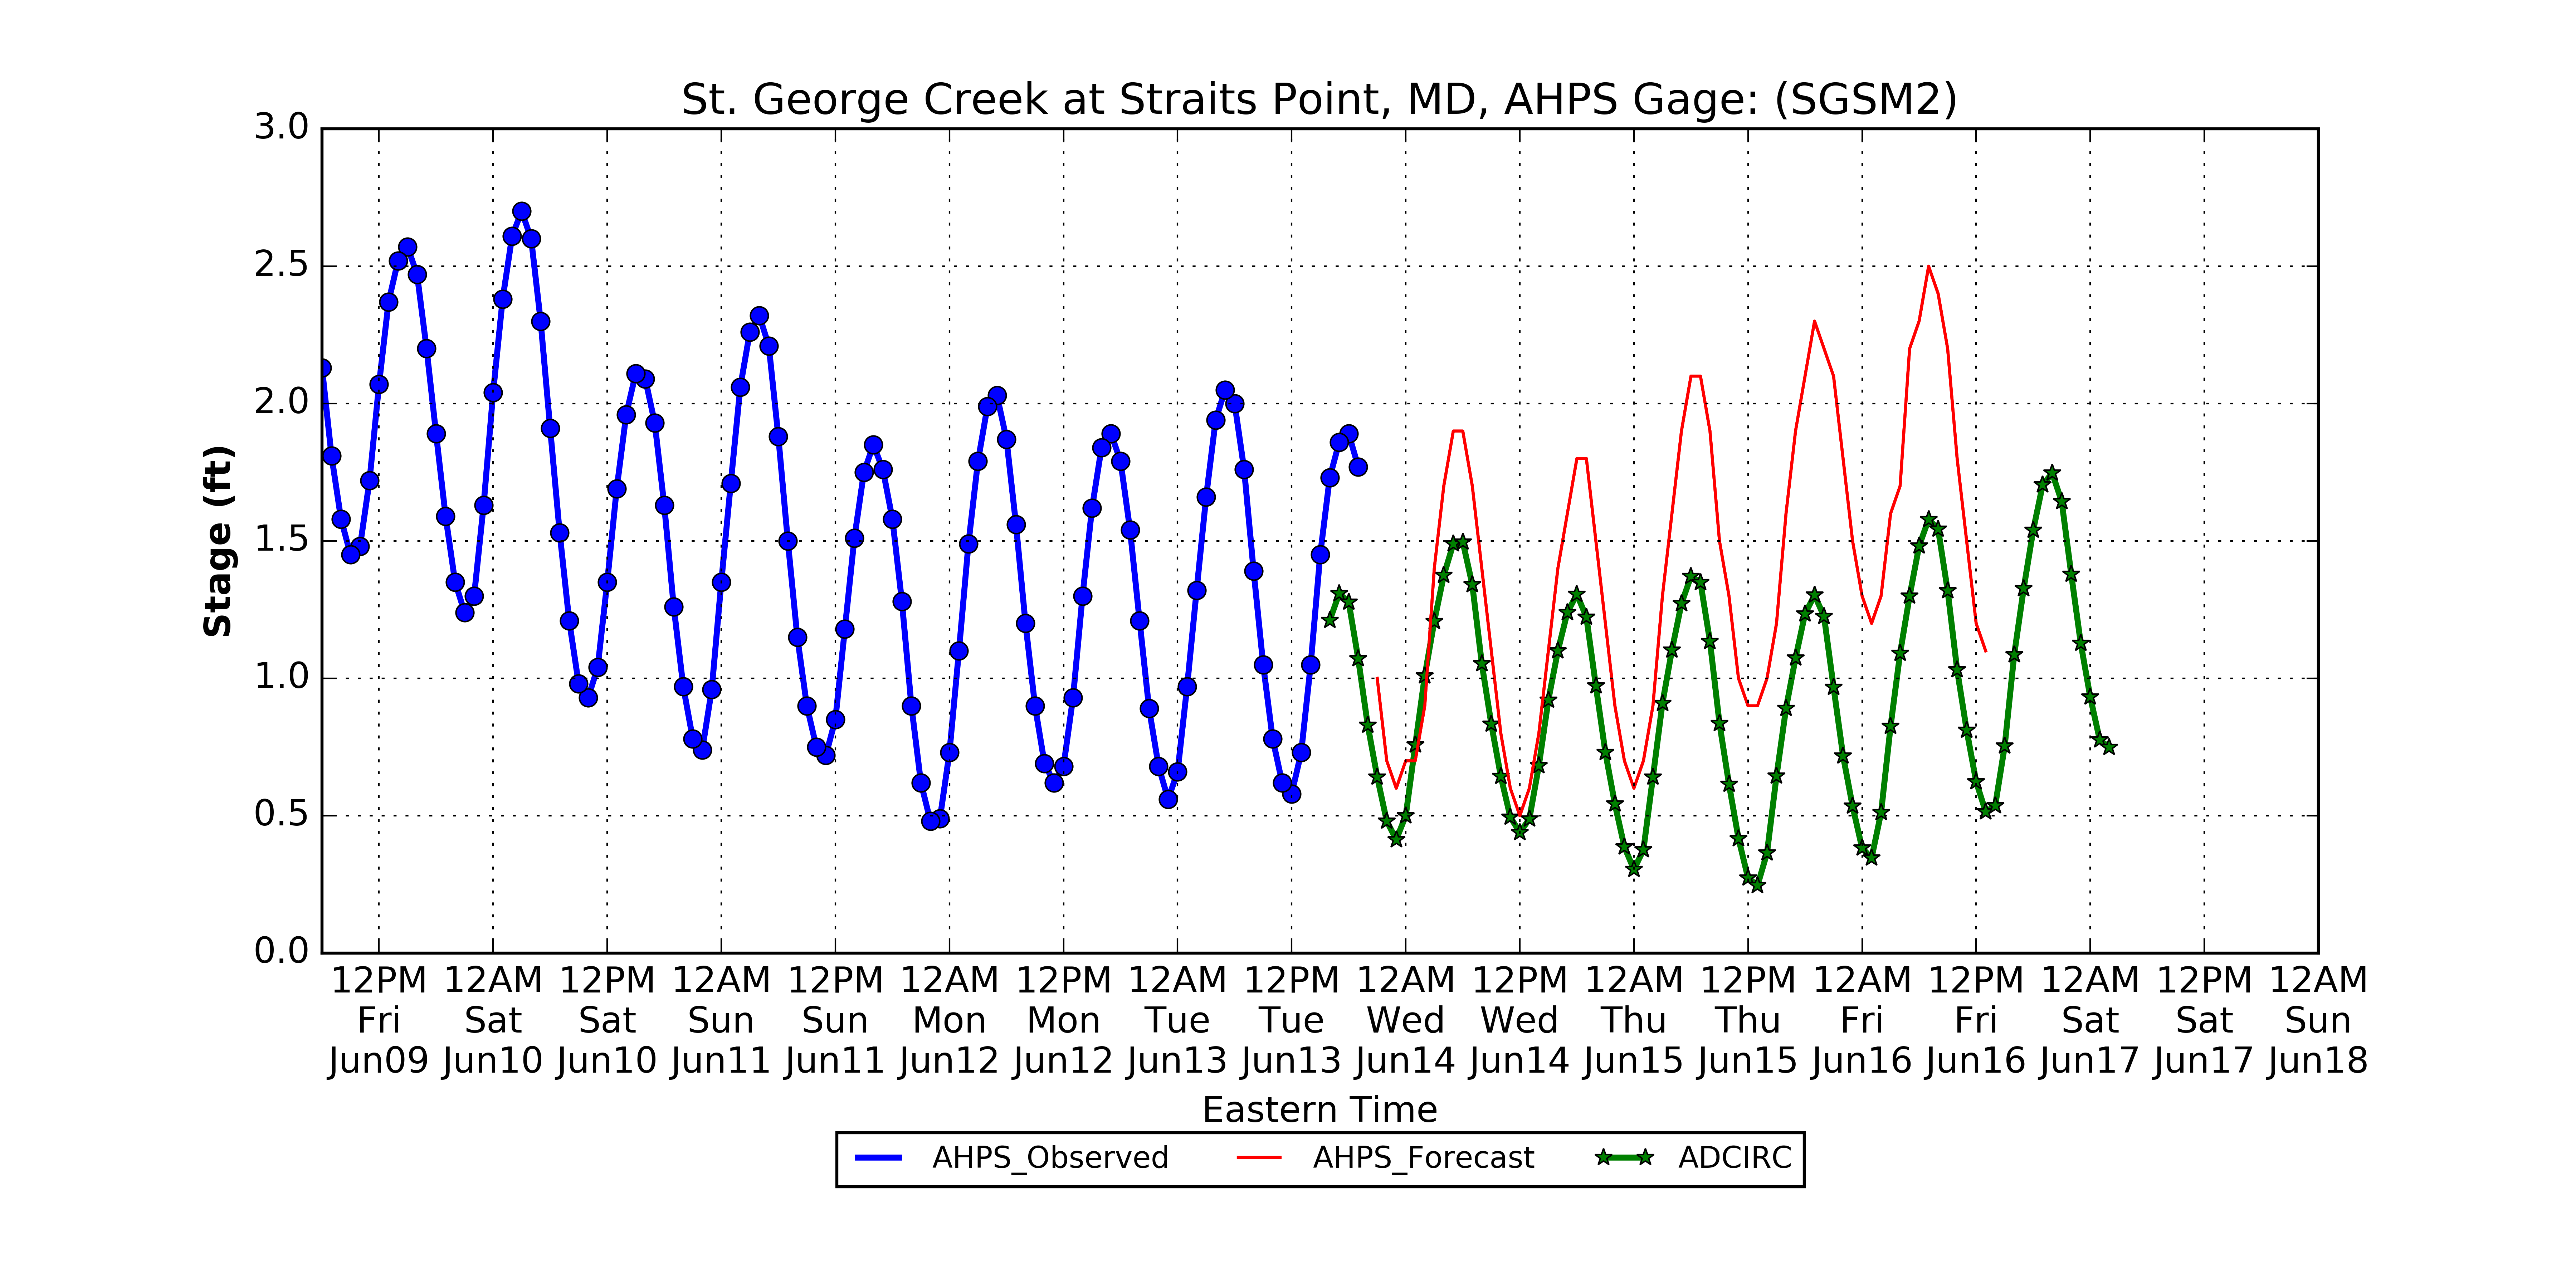 St. George Creek at Straits Point, MD, AHPS Gage: (SGSM2)
3.0
2.5
2.0
1.5
1.0
0.5
0.0
Stage (ft)
12PM 12AM 12PM 12AM 12PM 12AM 12PM 12AM 12PM 12AM 12PM 12AM 12PM 12AM 12PM 12AM 12PM 12AM
Fri Sat Sat Sun Sun Mon Mon Tue Tue Wed Wed Thu Thu Fri Fri Sat Sat Sun
Jun09 Jun10 Jun10 Jun11 Jun11 Jun12 Jun12 Jun13 Jun13 Jun14 Jun14 Jun15 Jun15 Jun16 Jun16 Jun17 Jun17 Jun18
Eastern Time
AHPS_Observed AHPS_Forecast ADCIRC